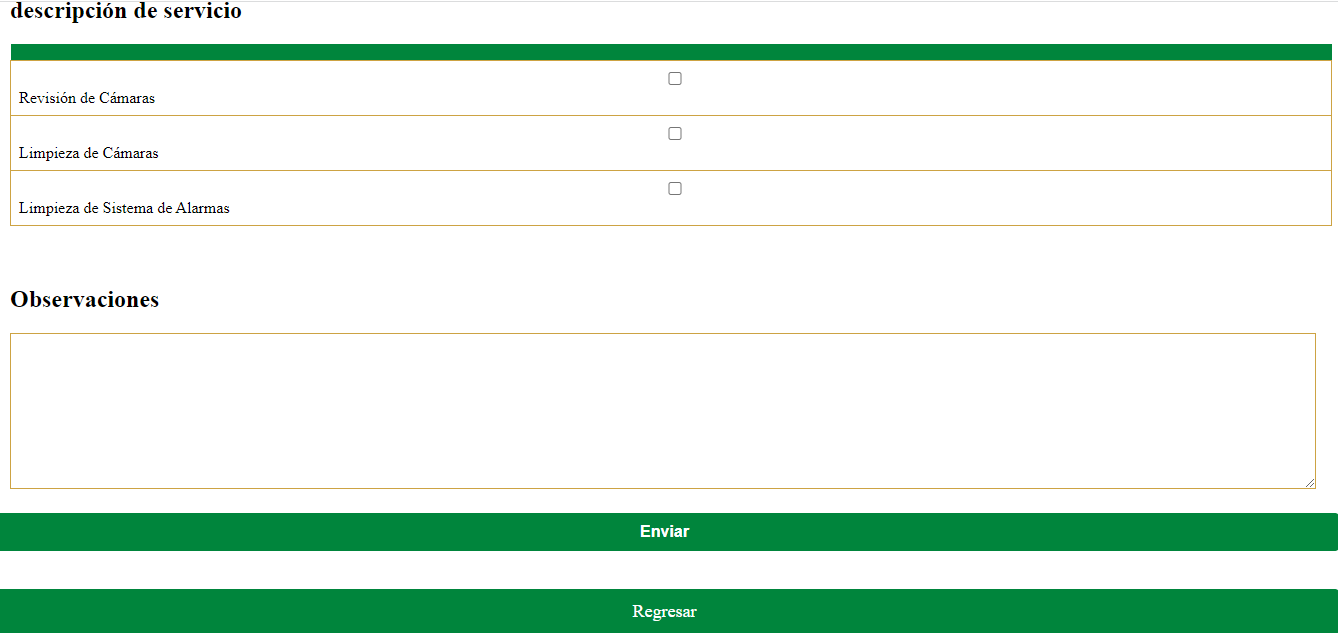 descripción de servicio
Revisión de Cámaras
Limpieza de Cámaras
Limpieza de Sistema de Alarmas
Observaciones
Enviar
Regresar